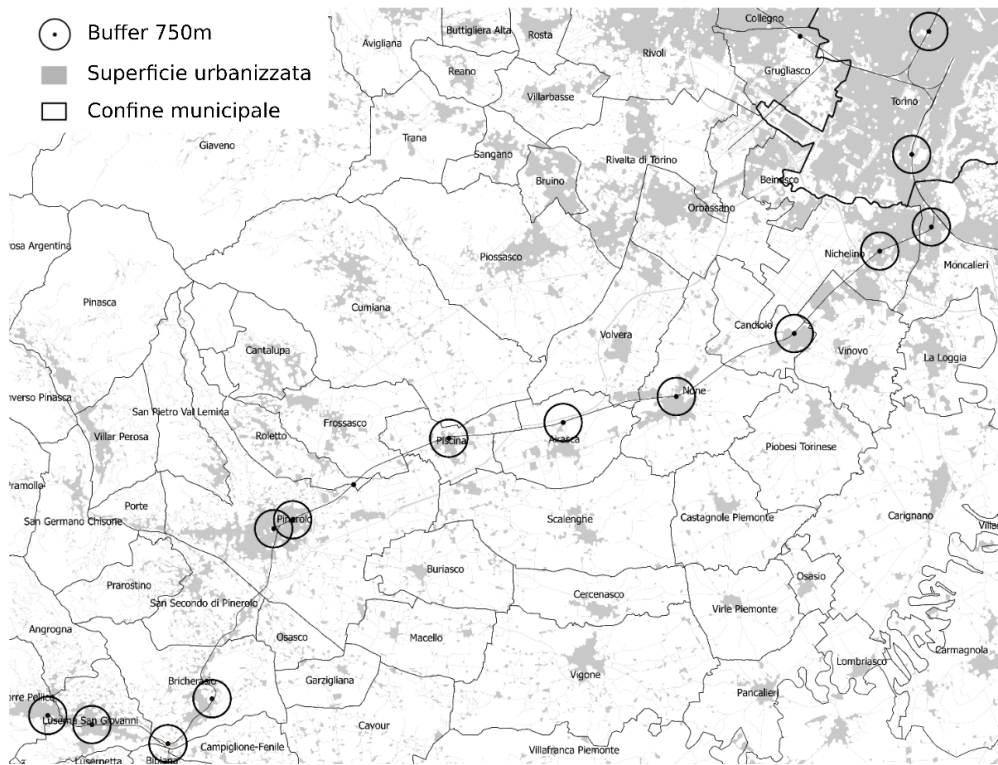 Buffer 750m
Superficie urbanizzata
Confine municipale
Collegno
Buttigliera Alta
Rosta
Avigliana
Rivoli
Reano
Grugliasco
Villarbasse
Torino
Trana
Giaveno
Sangano
Rivalta di Torino
Bruino
Beinasco
Orbassano
rosa Argentina
Piossasco
Nichelino
Moncalieri
Pinasca
Cumiana
Candiolo
Volvera
Cantalupa
Vinovo
La Loggia
None
nverso Pinasca
San Pietro Val Lemina
Frossasco
Villar Perosa
Roletto
Piscina
Airasca
Piobesi Torinese
Pramollo
Porte
San Germano Chisone
Pinerolo
Scalenghe
Castagnole Piemonte
Carignano
Buriasco
Prarostino
Osasio
Cercenasco
San Secondo di Pinerolo
Virle Piemonte
Angrogna
Osasco
Macello
Carmagnola
Lombriasco
Vigone
Bricherasio
Garzigliana
Pancalieri
orre Pellice
Luserna San Giovanni
Cavour
Campiglione-Fenile
Villafranca Piemonte
Lusernetta
Bibiana